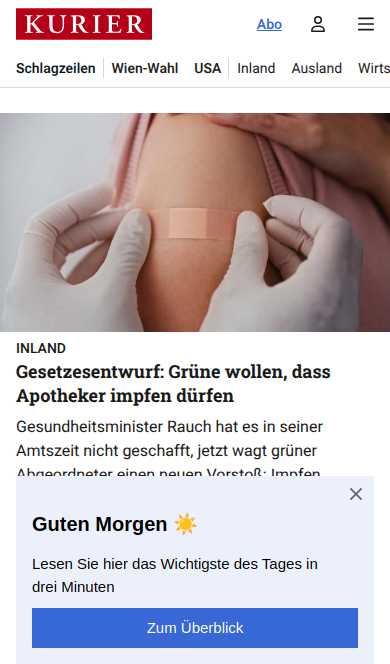 KURIER
Abo
Schlagzeilen
Wien-Wahl
USA
Inland
Ausland
Wirts
INLAND
Gesetzesentwurf: Grüne wollen, dass
Apotheker impfen dürfen
Gesundheitsminister Rauch hat es in seiner
Amtszeit nicht geschafft, jetzt wagt grüner
Abgeordneter einen neuen Vorstoß: Impfen
Guten Morgen ☀️
Lesen Sie hier das Wichtigste des Tages in
drei Minuten
Zum Überblick